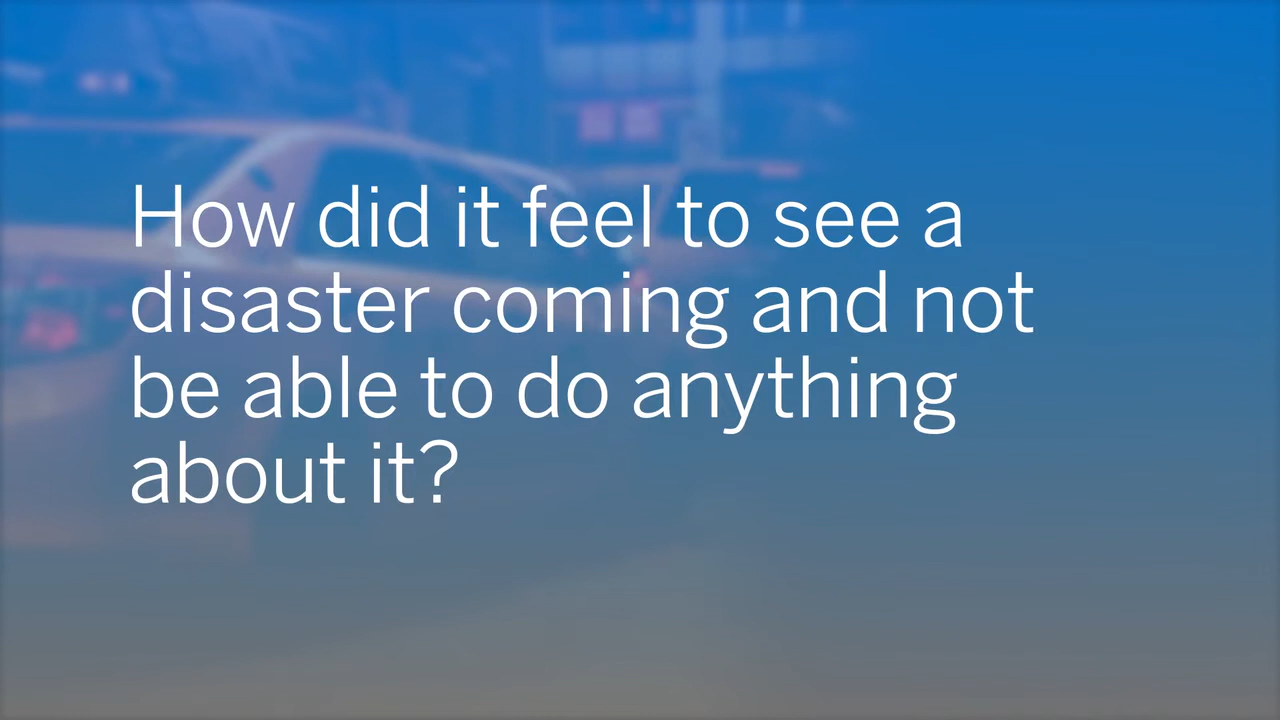 How did it feel to see a
disaster coming and not
be able to do anything
about it?